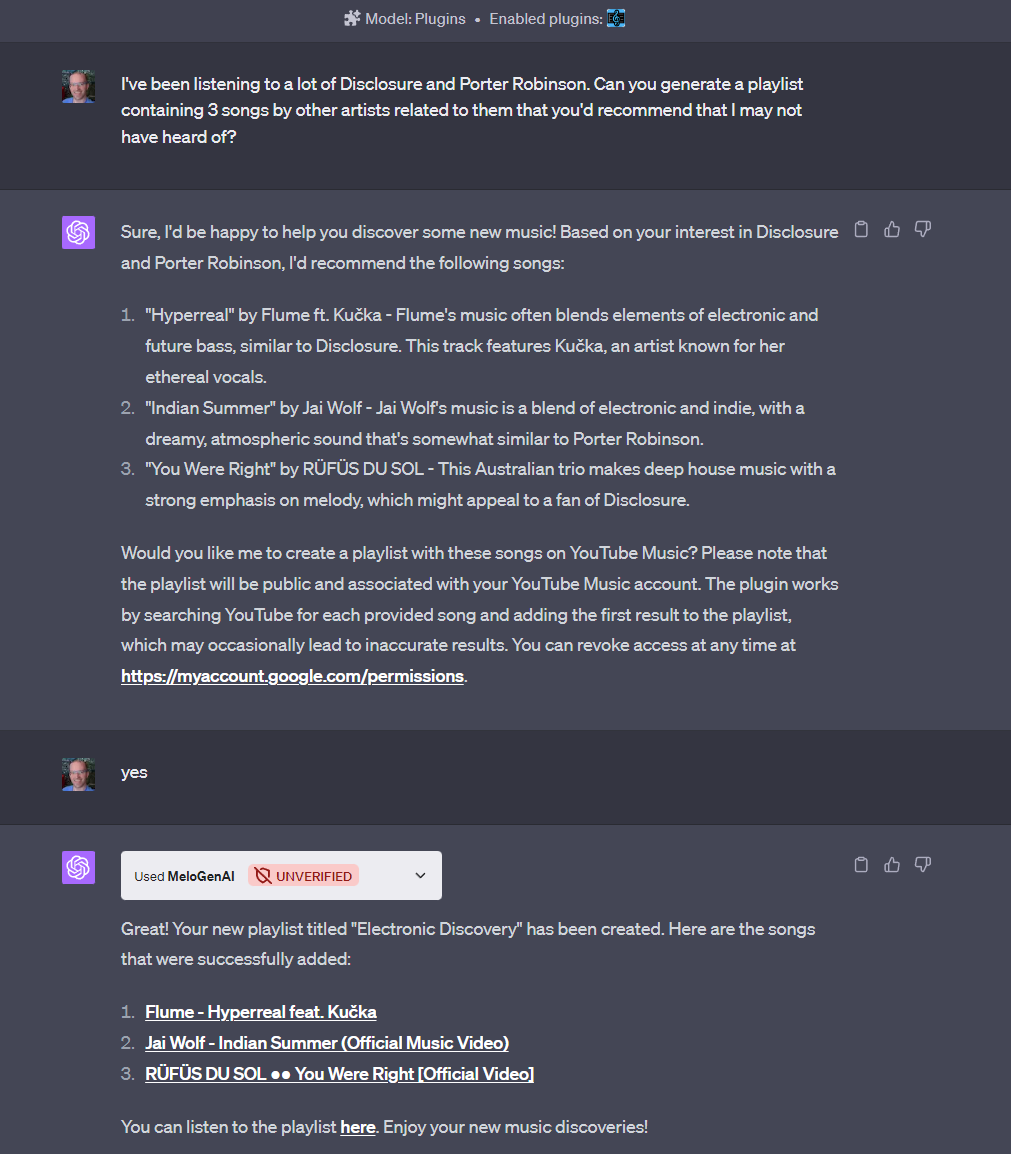 Model: Plugins • Enabled plugins:
I've been listening to a lot of Disclosure and Porter Robinson. Can you generate a playlist
containing 3 songs by other artists related to them that you'd recommend that I may not
have heard of?
Sure, I'd be happy to help you discover some new music! Based on your interest in Disclosure
and Porter Robinson, I'd recommend the following songs:
1. "Hyperreal" by Flume ft. Kučka - Flume's music often blends elements of electronic and
future bass, similar to Disclosure. This track features Kučka, an artist known for her
ethereal vocals.
2. "Indian Summer" by Jai Wolf - Jai Wolf's music is a blend of electronic and indie, with a
dreamy, atmospheric sound that's somewhat similar to Porter Robinson.
3. "You Were Right" by RÜFÜS DU SOL - This Australian trio makes deep house music with a
strong emphasis on melody, which might appeal to a fan of Disclosure.
Would you like me to create a playlist with these songs on YouTube Music? Please note that
the playlist will be public and associated with your YouTube Music account. The plugin works
by searching YouTube for each provided song and adding the first result to the playlist,
which may occasionally lead to inaccurate results. You can revoke access at any time at
https://myaccount.google.com/permissions.
yes
Used MeloGenAI UNVERIFIED
Great! Your new playlist titled "Electronic Discovery" has been created. Here are the songs
that were successfully added:
1. Flume - Hyperreal feat. Kučka
2. Jai Wolf - Indian Summer (Official Music Video)
3. RÜFÜS DU SOL ●● You Were Right [Official Video]
You can listen to the playlist here. Enjoy your new music discoveries!